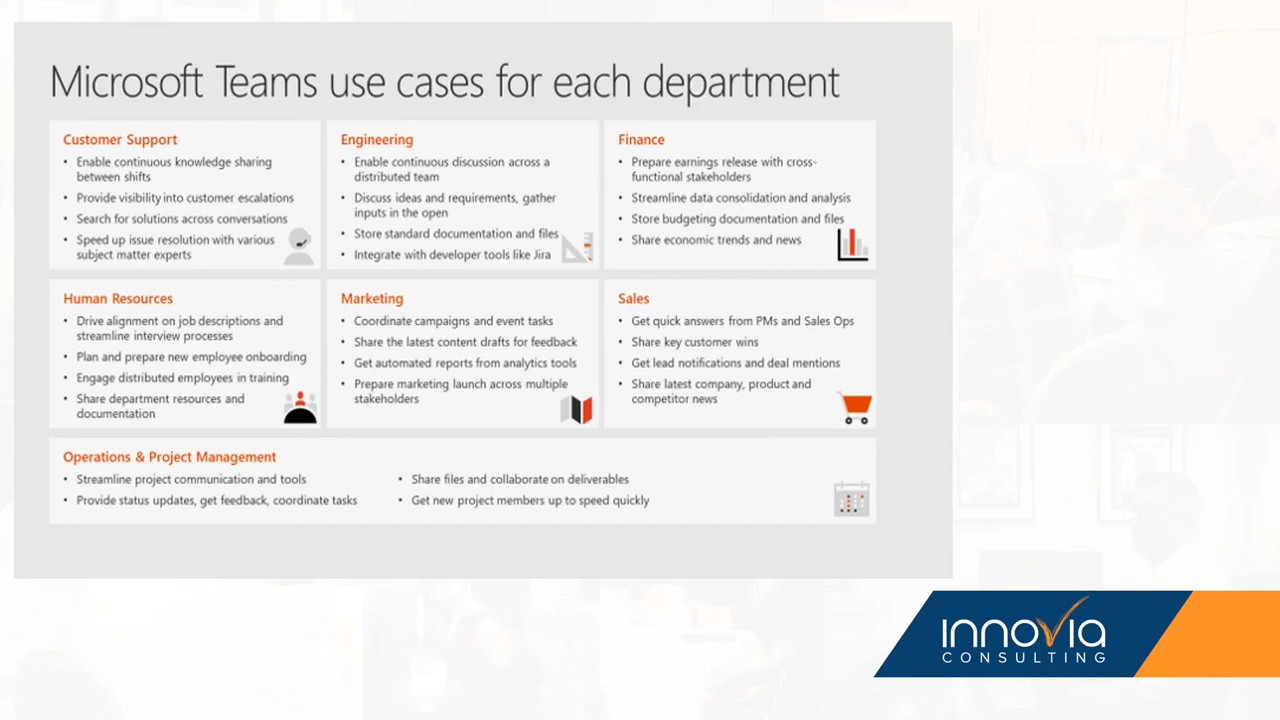 Microsoft Teams use cases for each department
Customer Support
• Enable continuous knowledge sharing
between shifts
• Provide visibility into customer escalations
• Search for solutions across conversations
• Speed up issue resolution with various
subject matter experts
Engineering
• Enable continuous discussion across a
distributed team
• Discuss ideas and requirements, gather
inputs in the open
• Store standard documentation and files
• Integrate with developer tools like Jira
Finance
• Prepare earnings release with cross-
functional stakeholders
• Streamline data consolidation and analysis
• Store budgeting documentation and files
• Share economic trends and news
Human Resources
• Drive alignment on job descriptions and
streamline interview processes
• Plan and prepare new employee onboarding
• Engage distributed employees in training
• Share department resources and
documentation
Marketing
• Coordinate campaigns and event tasks
• Share the latest content drafts for feedback
• Get automated reports from analytics tools
• Prepare marketing launch across multiple
stakeholders
Sales
• Get quick answers from PMs and Sales Ops
• Share key customer wins
• Get lead notifications and deal mentions
• Share latest company, product and
competitor news
Operations & Project Management
• Streamline project communication and tools
• Provide status updates, get feedback, coordinate tasks
• Share files and collaborate on deliverables
• Get new project members up to speed quickly
INNOVIA
CONSULTING